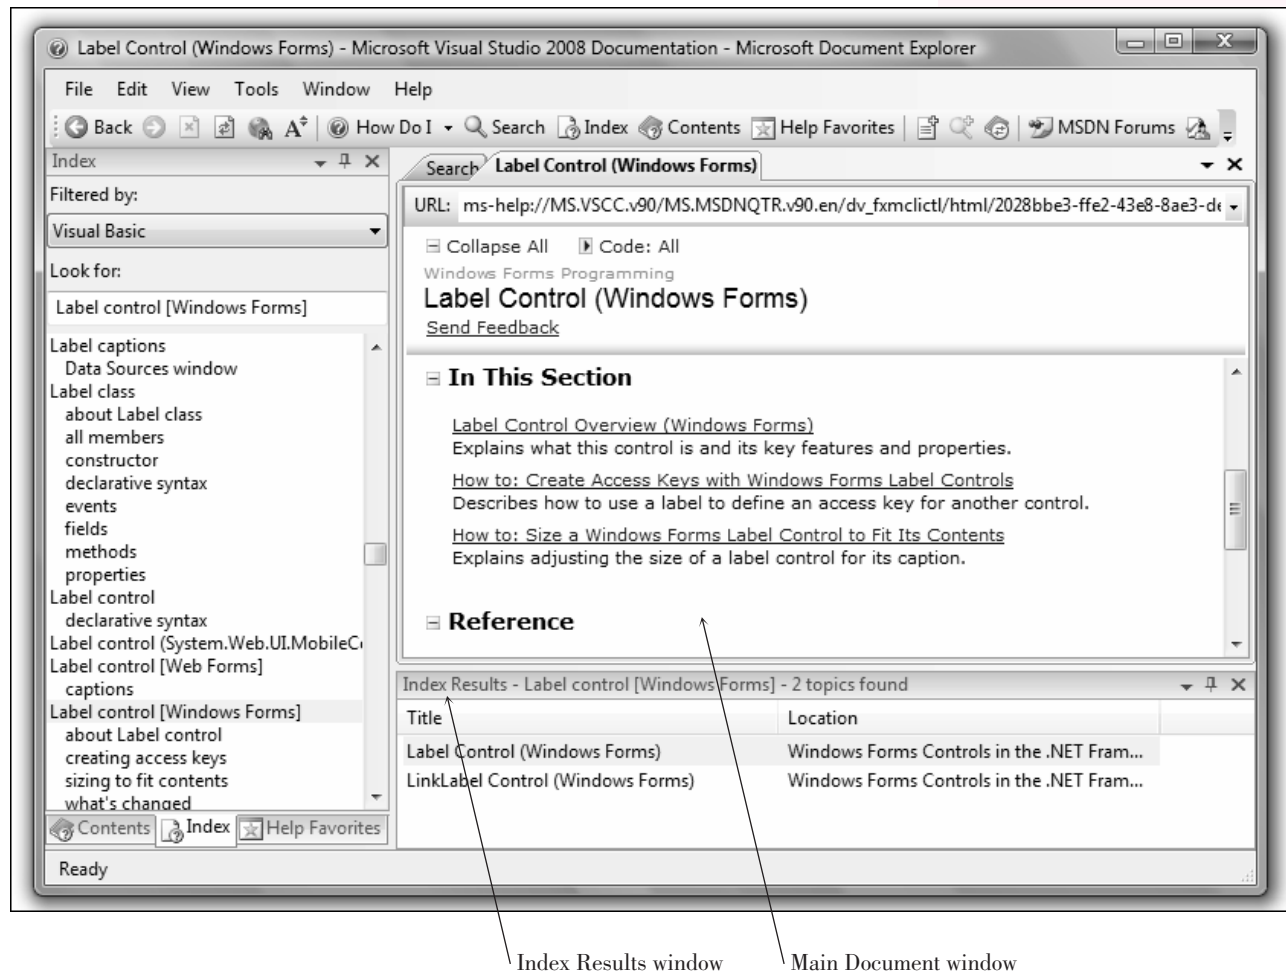 Label Control (Windows Forms) - Microsoft Visual Studio 2008 Documentation - Microsoft Document Explorer
File Edit View Tools Window Help
Back How Do I Search Index Contents Help Favorites MSDN Forums
Index
Filtered by:
Visual Basic
Look for:
Label control [Windows Forms]
Label captions
Data Sources window
Label class
about Label class
all members
constructor
declarative syntax
events
fields
methods
properties
Label control
declarative syntax
Label control (System.Web.UI.MobileC
Label control [Web Forms]
captions
Label control [Windows Forms]
about Label control
creating access keys
sizing to fit contents
what's changed
Contents Index Help Favorites
Search Label Control (Windows Forms)
URL: ms-help://MS.VSCC.v90/MS.MSDNQTR.v90.en/dv_fxmclictl/html/2028bbe3-ffe2-43e8-8ae3-de
Collapse All Code: All
Windows Forms Programming
Label Control (Windows Forms)
Send Feedback
In This Section
Label Control Overview (Windows Forms)
Explains what this control is and its key features and properties.
How to: Create Access Keys with Windows Forms Label Controls
Describes how to use a label to define an access key for another control.
How to: Size a Windows Forms Label Control to Fit Its Contents
Explains adjusting the size of a label control for its caption.
Reference
Index Results - Label control [Windows Forms] - 2 topics found
Title Location
Label Control (Windows Forms) Windows Forms Controls in the .NET Fram...
LinkLabel Control (Windows Forms) Windows Forms Controls in the .NET Fram...
Ready
Index Results window Main Document window